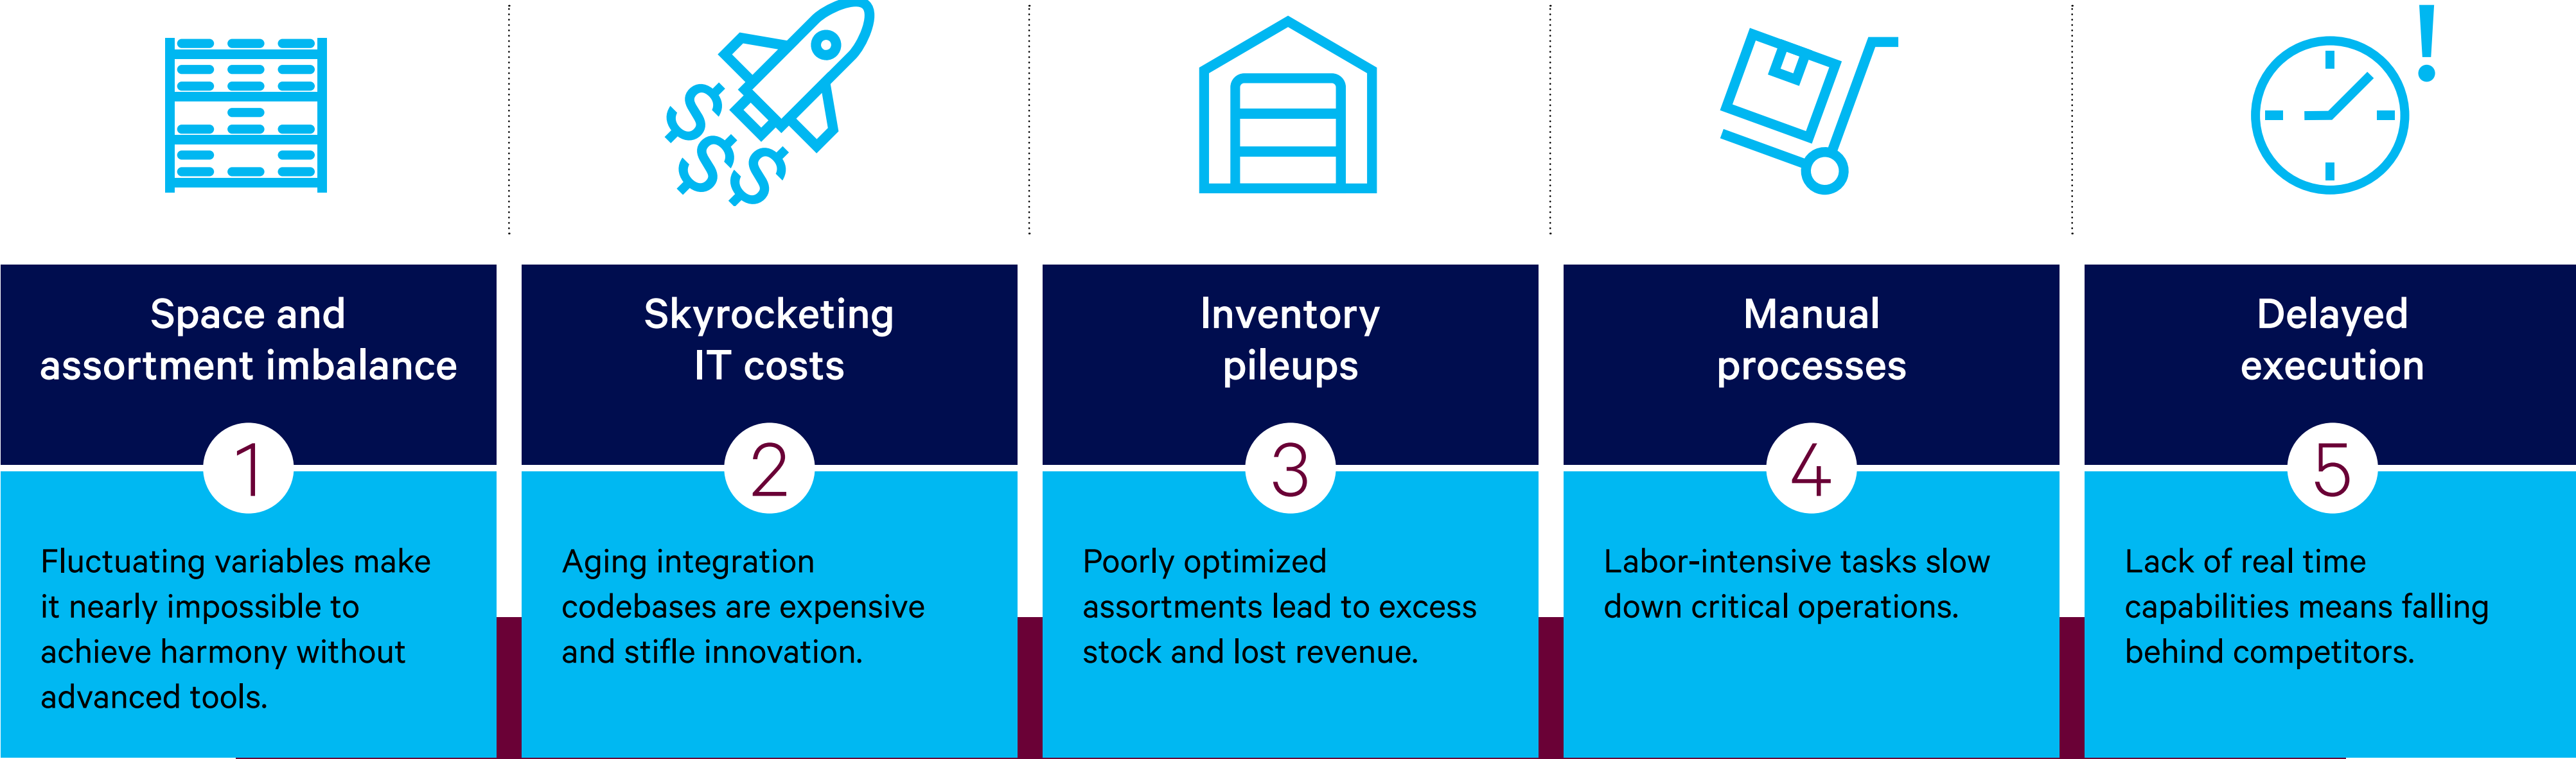 Space and
assortment imbalance
1
Fluctuating variables make
it nearly impossible to
achieve harmony without
advanced tools.
Skyrocketing
IT costs
2
Aging integration
codebases are expensive
and stifle innovation.
Inventory
pileups
3
Poorly optimized
assortments lead to excess
stock and lost revenue.
Manual
processes
4
Labor-intensive tasks slow
down critical operations.
Delayed
execution
5
Lack of real time
capabilities means falling
behind competitors.